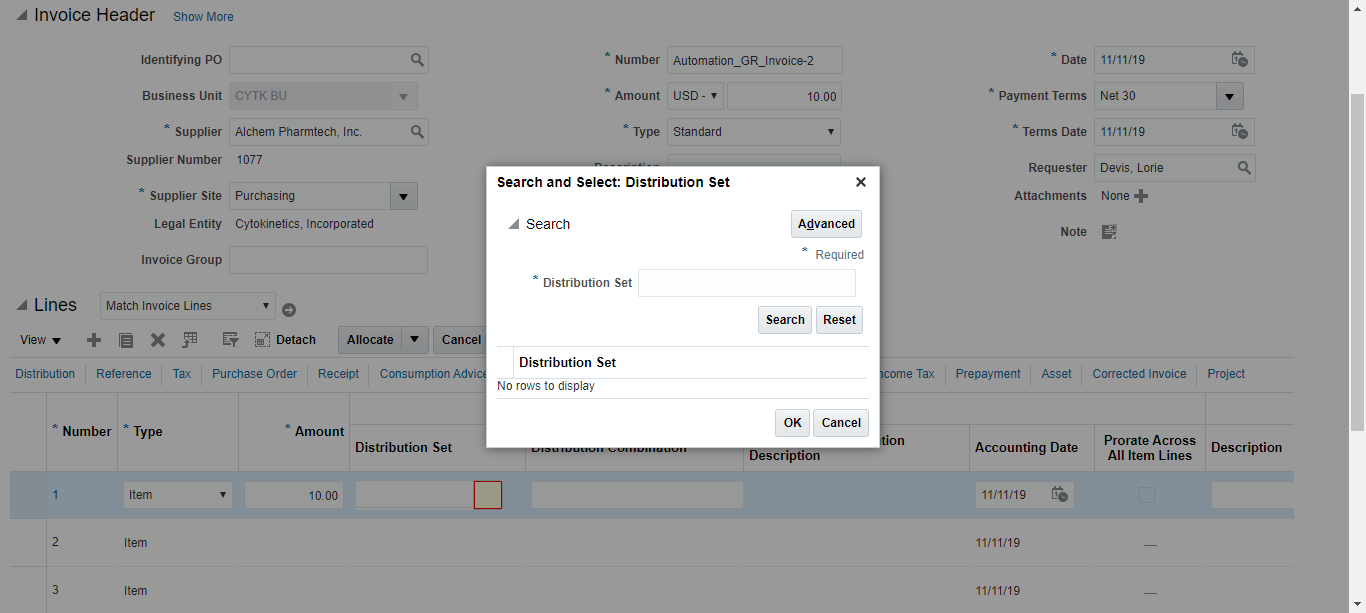 Invoice Header Show More
Identifying PO
* Number Automation_GR_Invoice-2
* Date 11/11/19
Business Unit CYTK BU
* Amount USD - 10.00
* Payment Terms Net 30
* Supplier Alchem Pharmtech, Inc.
* Type Standard
* Terms Date 11/11/19
Supplier Number 1077
Requester Devis, Lorie
* Supplier Site Purchasing
Attachments None
Legal Entity Cytokinetics, Incorporated
Note
Invoice Group
Search and Select: Distribution Set
Search Advanced
* Required
* Distribution Set
Search Reset
Distribution Set
No rows to display
OK Cancel
Lines Match Invoice Lines
View Detach Allocate Cancel
Distribution Reference Tax Purchase Order Receipt Consumption Advice ncome Tax Prepayment Asset Corrected Invoice Project
* Number * Type * Amount Distribution Set Distribution Combination tion Description Accounting Date Prorate Across All Item Lines Description
1 Item 10.00 11/11/19
2 Item 11/11/19 —
3 Item 11/11/19 —